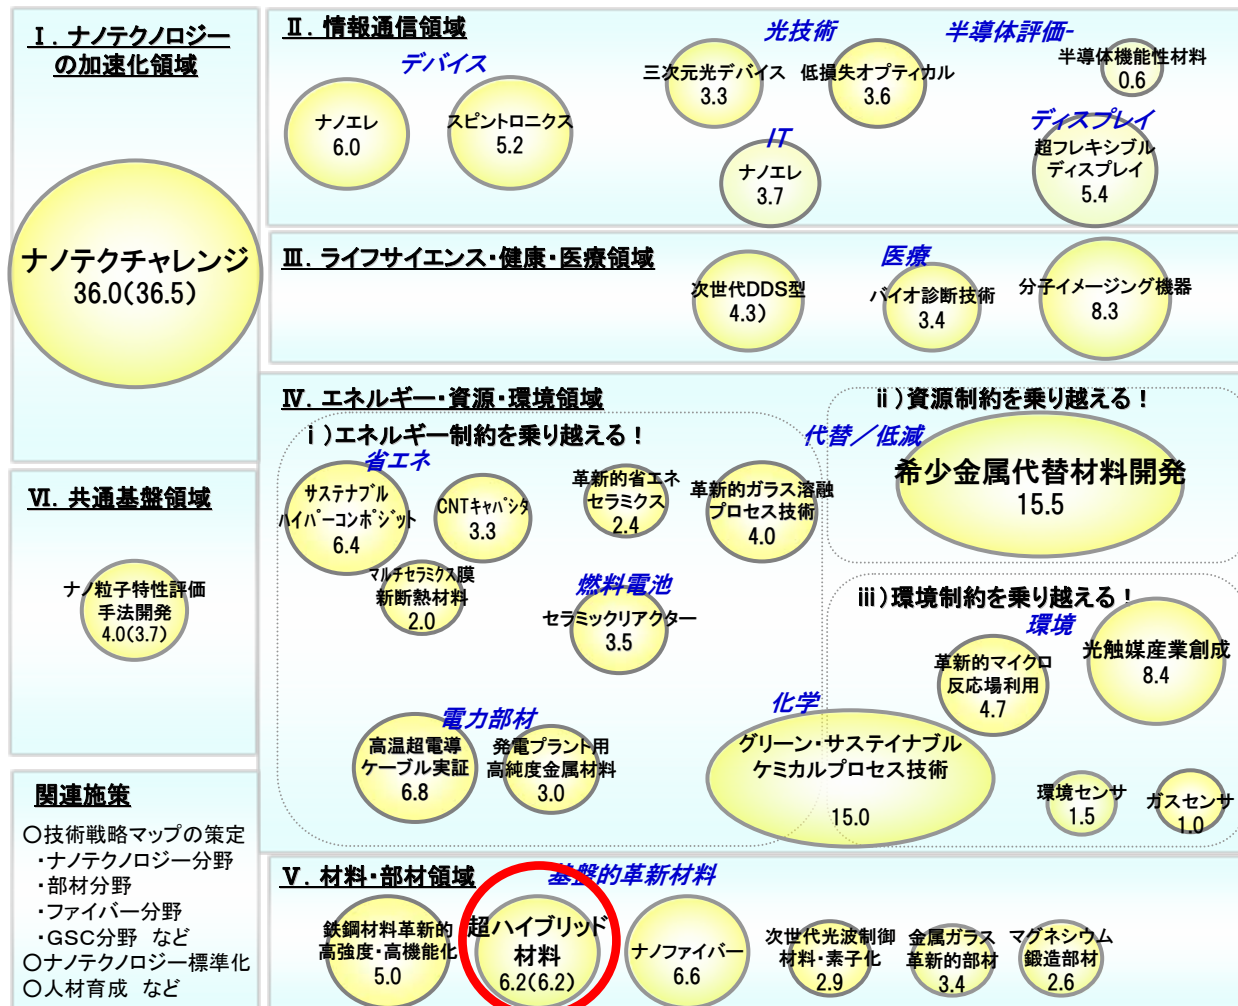 Ⅰ．ナノテクノロジー
の加速化領域
ナノテクチャレンジ
36.0(36.5)
Ⅱ．情報通信領域
デバイス
光技術
半導体評価-
ナノエレ
6.0
スピントロニクス
5.2
三次元光デバイス
3.3
低損失オプティカル
3.6
半導体機能性材料
0.6
IT
ナノエレ
3.7
ディスプレイ
超フレキシブル
ディスプレイ
5.4
Ⅲ．ライフサイエンス・健康・医療領域
医療
次世代DDS型
4.3）
バイオ診断技術
3.4
分子イメージング機器
8.3
Ⅳ．エネルギー・資源・環境領域
ⅰ）エネルギー制約を乗り越える！
省エネ
サステナブル
ハイパーコンポジット
6.4
CNTキャパシタ
3.3
革新的省エネ
セラミクス
2.4
革新的ガラス溶融
プロセス技術
4.0
マルチセラミクス膜
新断熱材料
2.0
燃料電池
セラミックリアクター
3.5
電力部材
高温超電導
ケーブル実証
6.8
発電プラント用
高純度金属材料
3.0
ⅱ）資源制約を乗り越える！
代替／低減
希少金属代替材料開発
15.5
ⅲ）環境制約を乗り越える！
環境
革新的マイクロ
反応場利用
4.7
光触媒産業創成
8.4
化学
グリーン・サステイナブル
ケミカルプロセス技術
15.0
環境センサ
1.5
ガスセンサ
1.0
Ⅴ．材料・部材領域
基盤的革新材料
鉄鋼材料革新的
高強度・高機能化
5.0
超ハイブリッド
材料
6.2(6.2)
ナノファイバー
6.6
次世代光波制御
材料・素子化
2.9
金属ガラス
革新的部材
3.4
マグネシウム
鍛造部材
2.6
Ⅵ．共通基盤領域
ナノ粒子特性評価
手法開発
4.0(3.7)
関連施策
○技術戦略マップの策定
・ナノテクノロジー分野
・部材分野
・ファイバー分野
・GSC分野 など
○ナノテクノロジー標準化
○人材育成 など